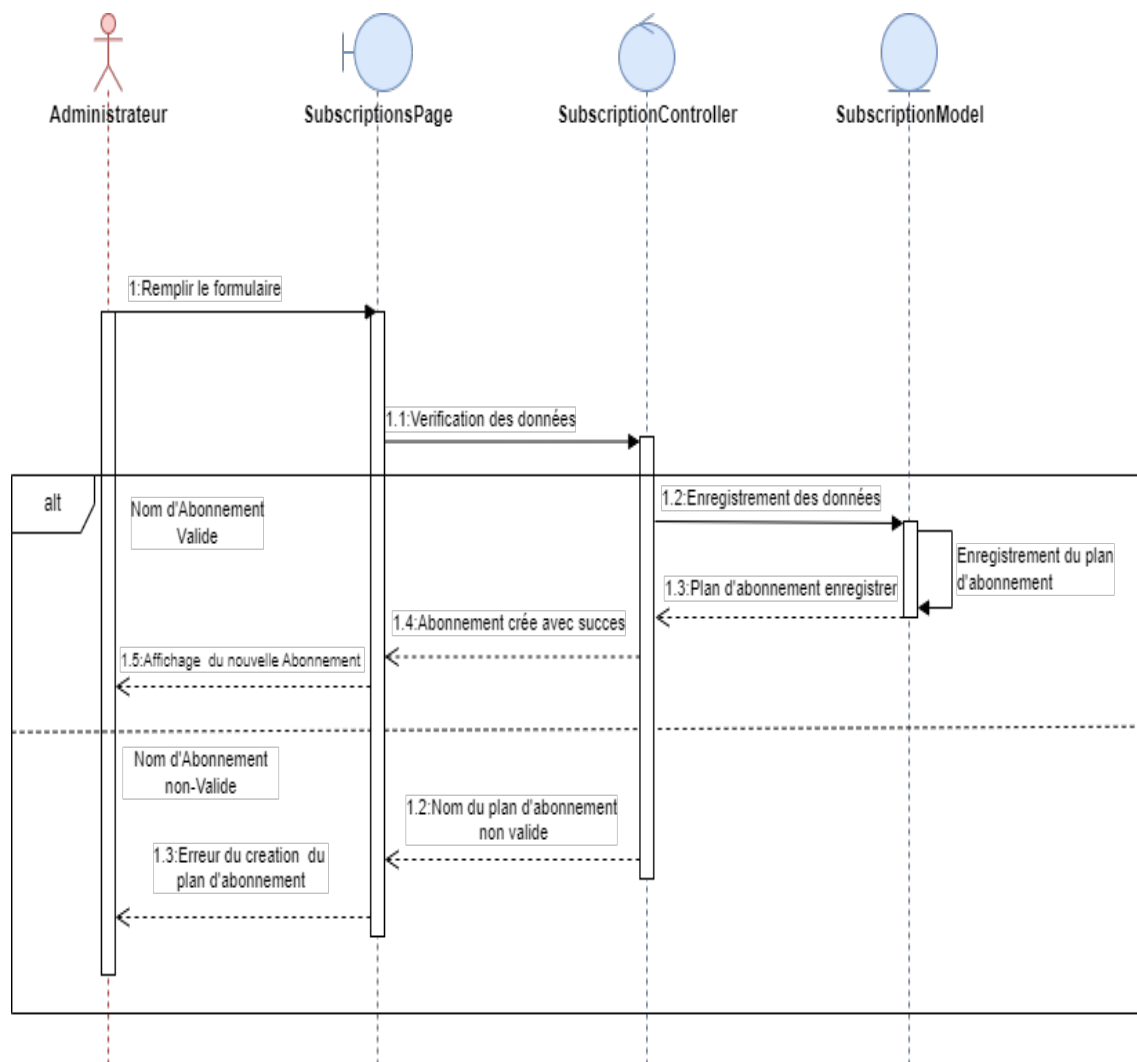 Administrateur
SubscriptionsPage
SubscriptionController
SubscriptionModel
1:Remplir le formulaire
1.1:Verification des données
alt
Nom d'Abonnement
Valide
1.2:Enregistrement des données
Enregistrement du plan
d'abonnement
1.3:Plan d'abonnement enregistrer
1.4:Abonnement crée avec succes
1.5:Affichage du nouvelle Abonnement
Nom d'Abonnement
non-Valide
1.2:Nom du plan d'abonnement
non valide
1.3:Erreur du creation du
plan d'abonnement